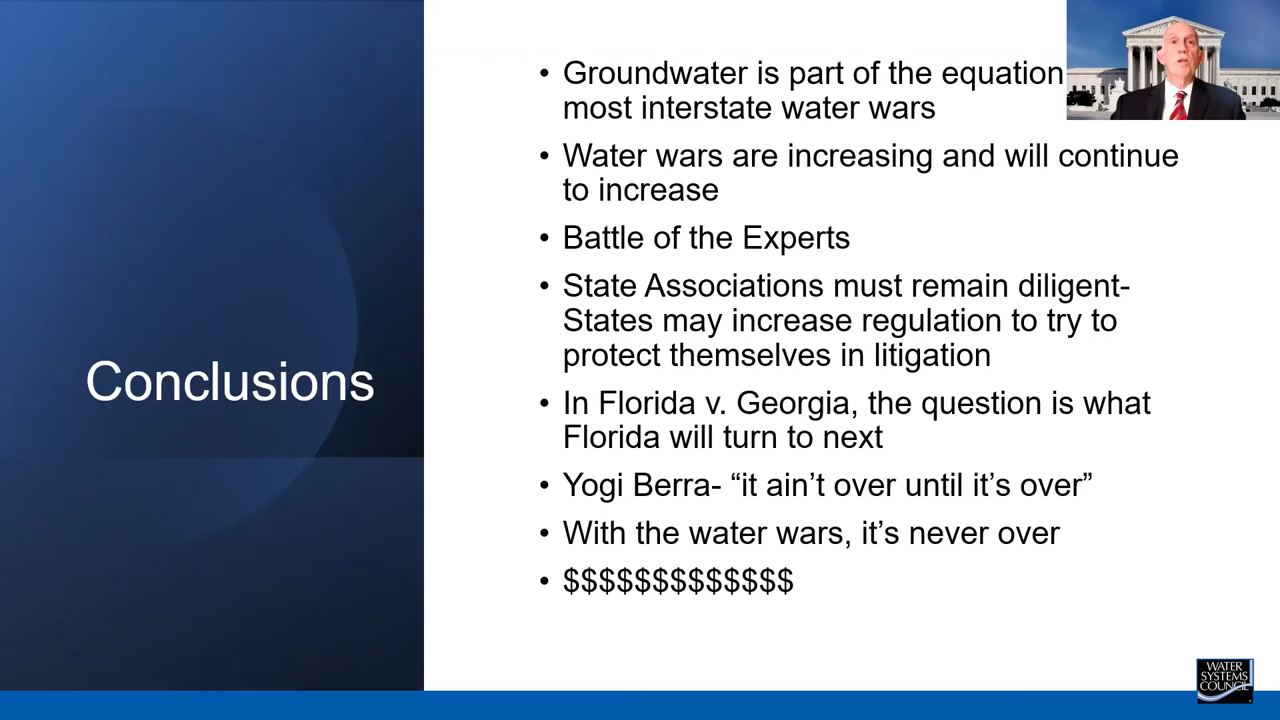 Groundwater is part of the equation
most interstate water wars
Water wars are increasing and will continue
to increase
Battle of the Experts
State Associations must remain diligent-
States may increase regulation to try to
protect themselves in litigation
Conclusions
In Florida v. Georgia, the question is what
Florida will turn to next
Yogi Berra- “it ain’t over until it’s over”
With the water wars, it’s never over
$$$$$$$$$$$$$
WATER
SYSTEMS
COUNCIL